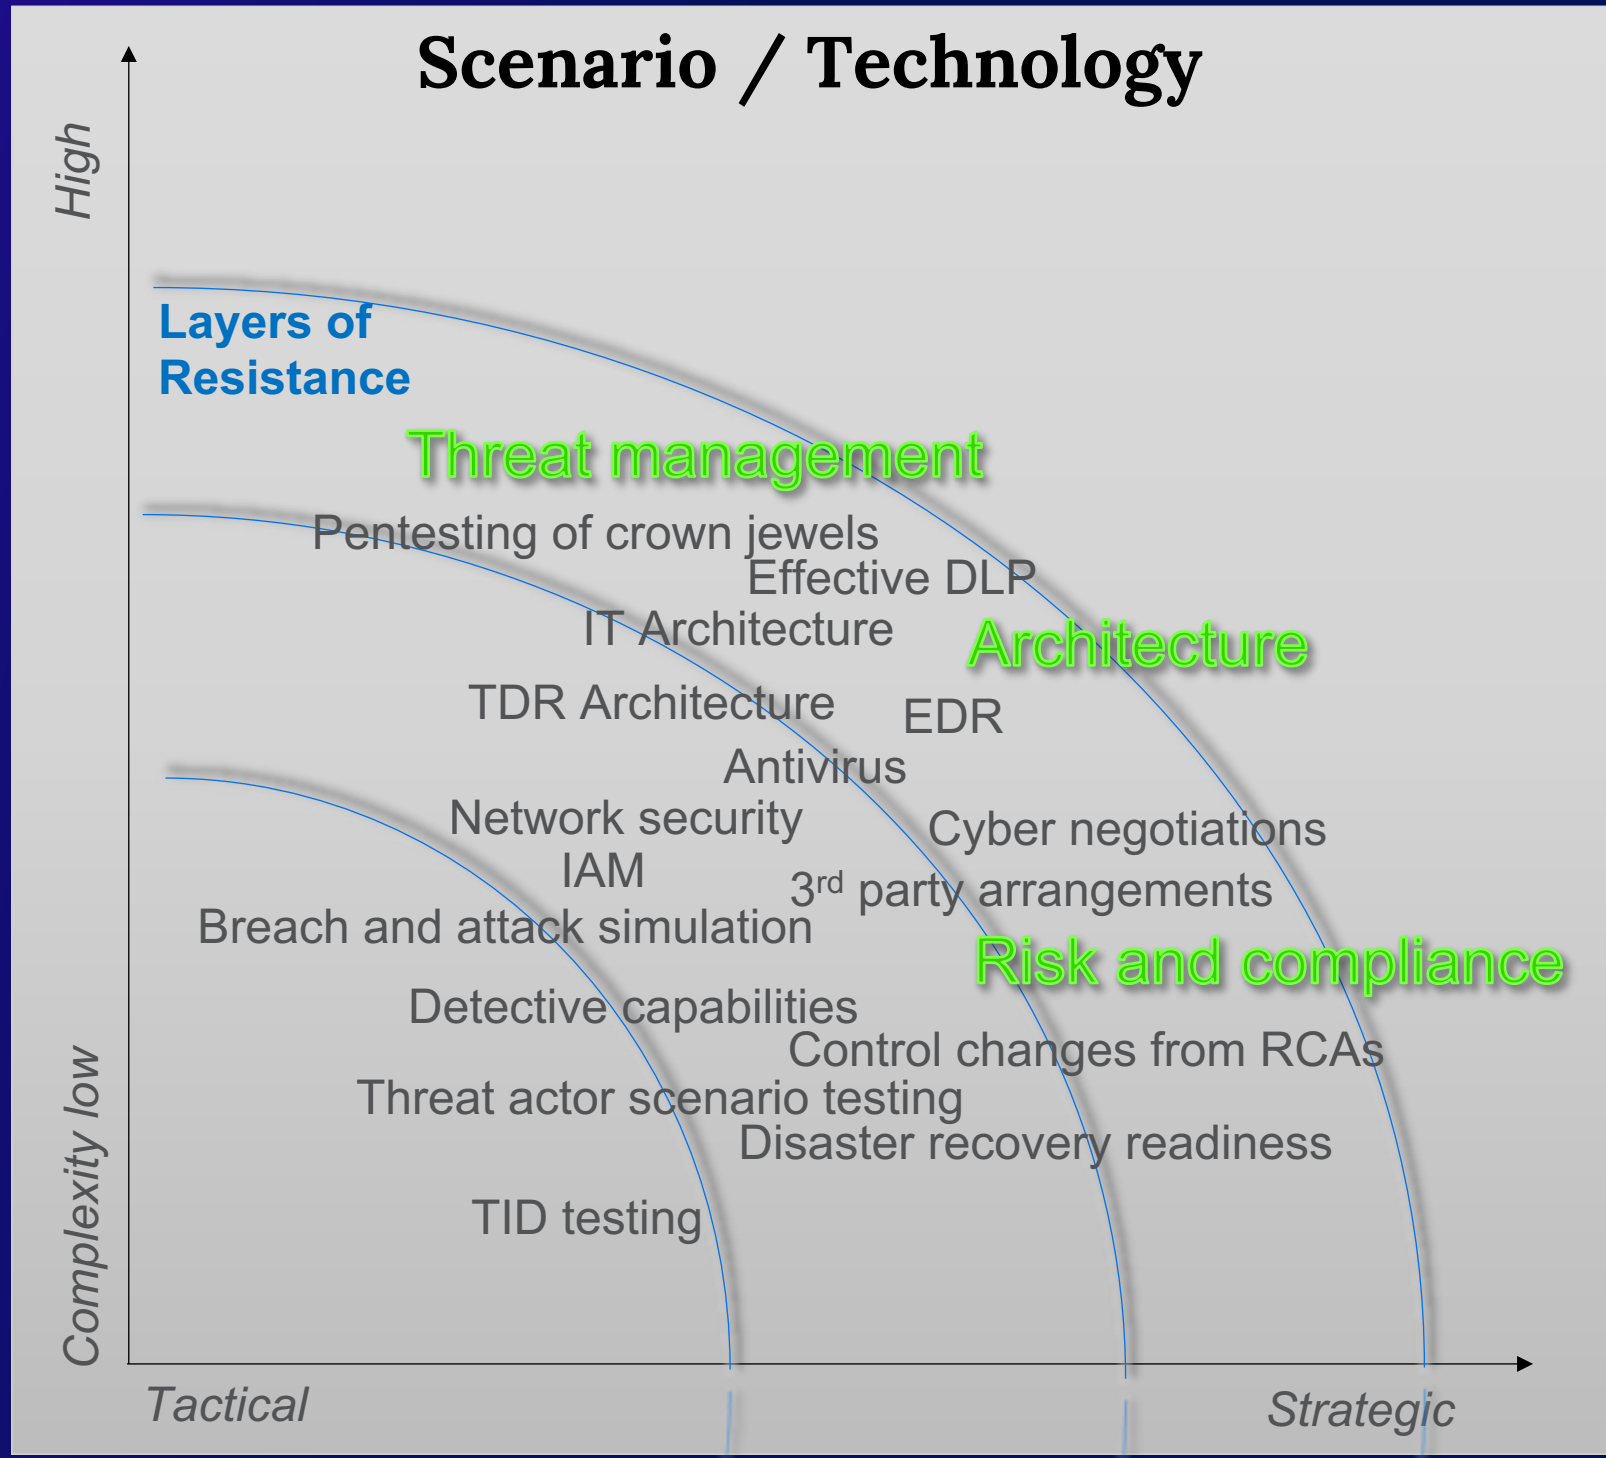 Scenario / Technology
High
Layers of
Resistance
Threat management
Pentesting of crown jewels
Effective DLP
IT Architecture
Architecture
TDR Architecture
EDR
Antivirus
Network security
Cyber negotiations
IAM
3rd party arrangements
Breach and attack simulation
Risk and compliance
Detective capabilities
Control changes from RCAs
Threat actor scenario testing
Disaster recovery readiness
TID testing
Complexity low
Tactical
Strategic